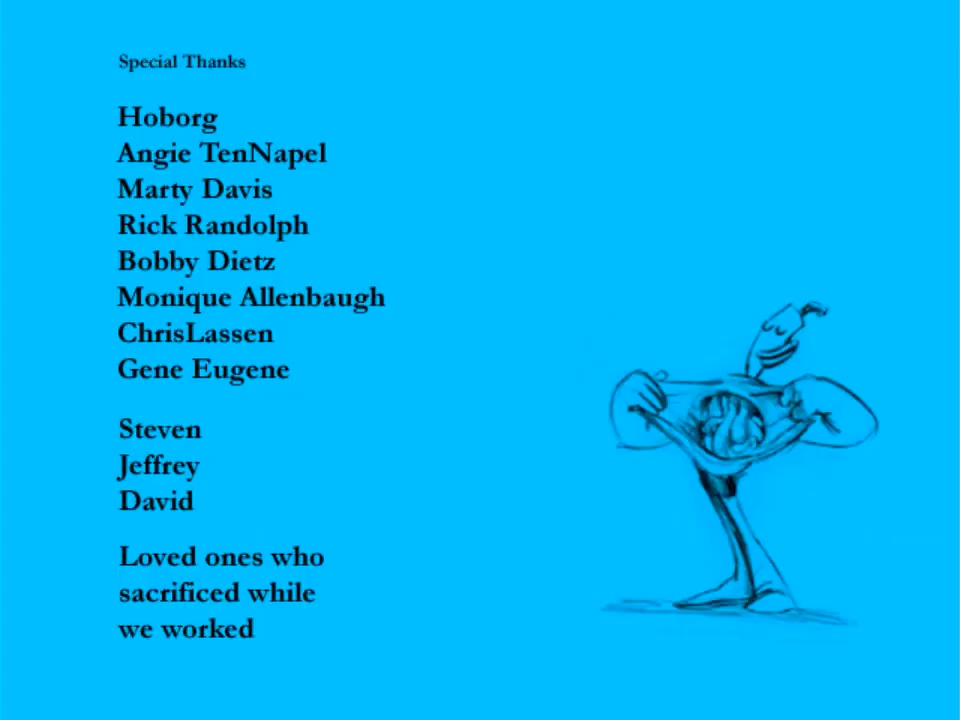 Special Thanks
Hoborg
Angie TenNapel
Marty Davis
Rick Randolph
Bobby Dietz
Monique Allenbaugh
ChrisLassen
Gene Eugene
Steven
Jeffrey
David
Loved ones who
sacrificed while
we worked